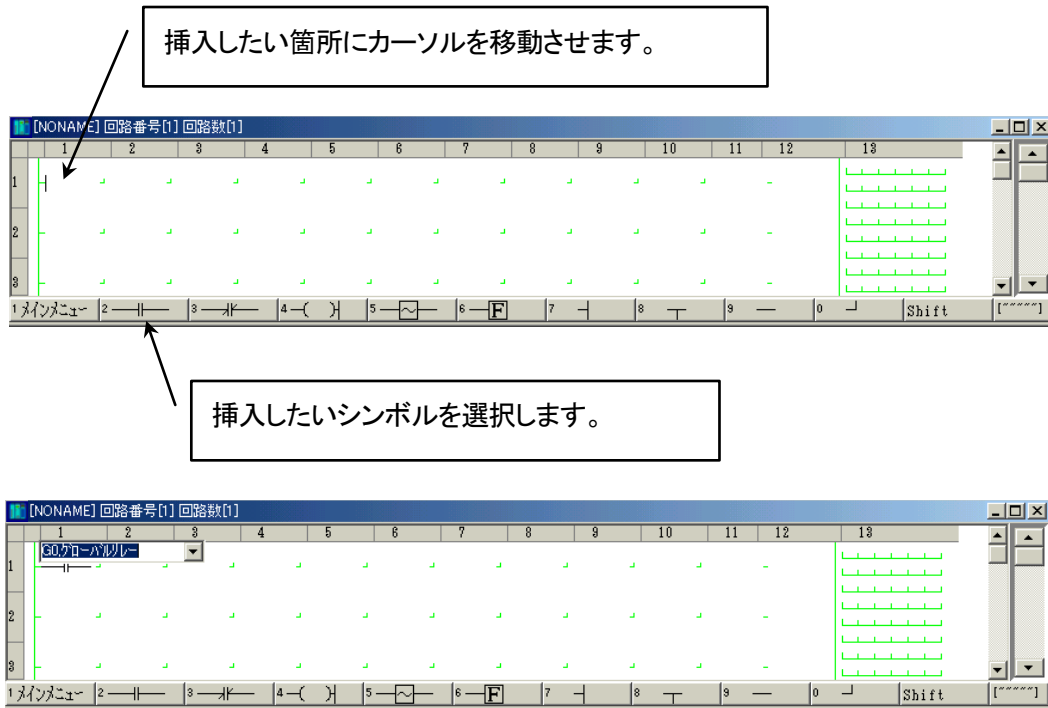 挿入したい箇所にカーソルを移動させます。
[NONAME] 回路番号[1] 回路数[1]
1 2 3 4 5 6 7 8 9 10 11 12 13
1
2
3
1 メインメニュー 2 3 4 5 6 F 7 8 9 0 Shift [~~~~~]
挿入したいシンボルを選択します。
[NONAME] 回路番号[1] 回路数[1]
1 2 3 4 5 6 7 8 9 10 11 12 13
G0,グローバルリレー
1
2
3
1 メインメニュー 2 3 4 5 6 F 7 8 9 0 Shift [~~~~~]